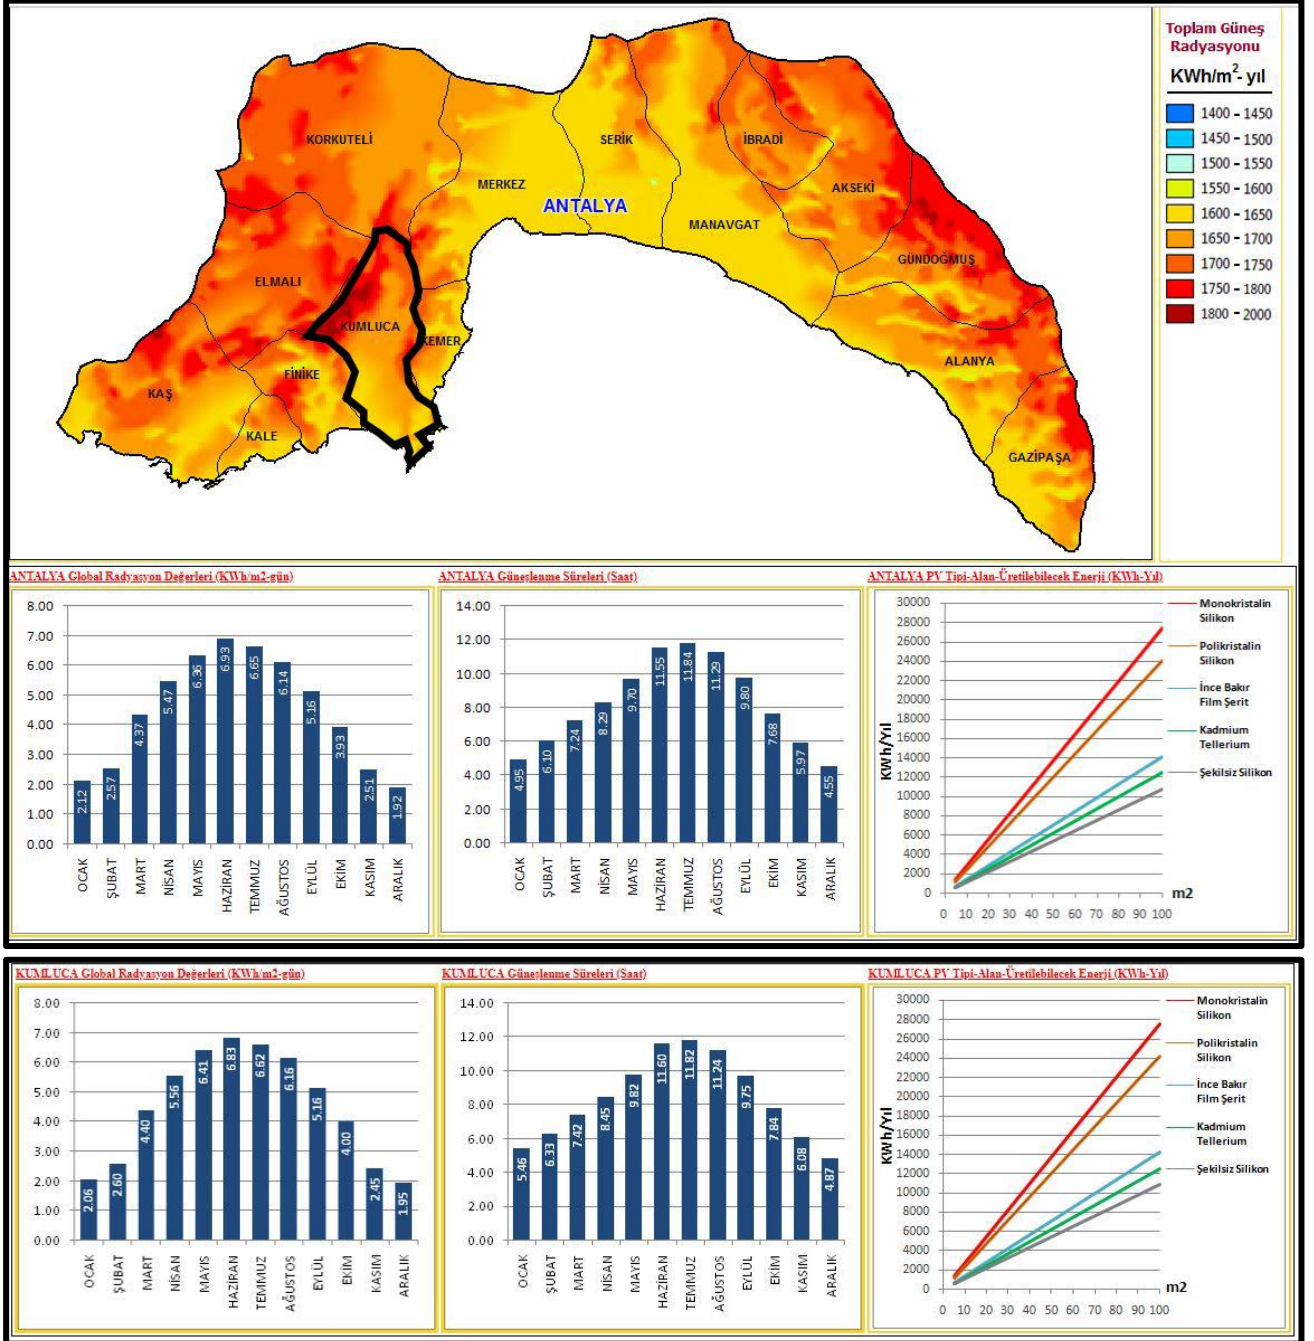 Toplam Güneş
Radyasyonu
KWh/m²- yıl
1400 - 1450
1450 - 1500
1500 - 1550
1550 - 1600
1600 - 1650
1650 - 1700
1700 - 1750
1750 - 1800
1800 - 2000
KORKUTELİ
SERİK
İBRADİ
MERKEZ
AKSEKİ
ANTALYA
MANAVGAT
GÜNDOĞMUŞ
ELMALI
KUMLUCA
KEMER
ALANYA
FİNİKE
KAŞ
KALE
GAZİPAŞA
ANTALYA Global Radyasyon Değerleri (KWh/m2-gün)
8.00
7.00
6.00
5.00
4.00
3.00
2.00
1.00
0.00
2.12
2.57
4.37
5.47
6.36
6.93
6.65
6.14
5.16
3.93
2.51
1.92
OCAK
ŞUBAT
MART
NİSAN
MAYIS
HAZİRAN
TEMMUZ
AĞUSTOS
EYLÜL
EKİM
KASIM
ARALIK
ANTALYA Güneşlenme Süreleri (Saat)
14.00
12.00
10.00
8.00
6.00
4.00
2.00
0.00
4.95
6.10
7.24
8.29
9.70
11.55
11.84
11.29
9.80
7.68
5.97
4.55
OCAK
ŞUBAT
MART
NİSAN
MAYIS
HAZİRAN
TEMMUZ
AĞUSTOS
EYLÜL
EKİM
KASIM
ARALIK
ANTALYA PV Tipi-Alan-Üretilebilecek Enerji (KWh-Yıl)
KWh/Yıl
30000
28000
26000
24000
22000
20000
18000
16000
14000
12000
10000
8000
6000
4000
2000
0
0 10 20 30 40 50 60 70 80 90 100
m2
Monokristalin
Silikon
Polikristalin
Silikon
İnce Bakır
Film Şerit
Kadmium
Tellerium
Şekilsiz Silikon
KUMLUCA Global Radyasyon Değerleri (KWh/m2-gün)
8.00
7.00
6.00
5.00
4.00
3.00
2.00
1.00
0.00
2.06
2.60
4.40
5.56
6.41
6.83
6.62
6.16
5.16
4.00
2.45
1.95
OCAK
ŞUBAT
MART
NİSAN
MAYIS
HAZİRAN
TEMMUZ
AĞUSTOS
EYLÜL
EKİM
KASIM
ARALIK
KUMLUCA Güneşlenme Süreleri (Saat)
14.00
12.00
10.00
8.00
6.00
4.00
2.00
0.00
5.46
6.33
7.42
8.45
9.82
11.60
11.82
11.24
9.75
7.84
6.08
4.87
OCAK
ŞUBAT
MART
NİSAN
MAYIS
HAZİRAN
TEMMUZ
AĞUSTOS
EYLÜL
EKİM
KASIM
ARALIK
KUMLUCA PV Tipi-Alan-Üretilebilecek Enerji (KWh-Yıl)
KWh/Yıl
30000
28000
26000
24000
22000
20000
18000
16000
14000
12000
10000
8000
6000
4000
2000
0
0 10 20 30 40 50 60 70 80 90 100
m2
Monokristalin
Silikon
Polikristalin
Silikon
İnce Bakır
Film Şerit
Kadmium
Tellerium
Şekilsiz Silikon